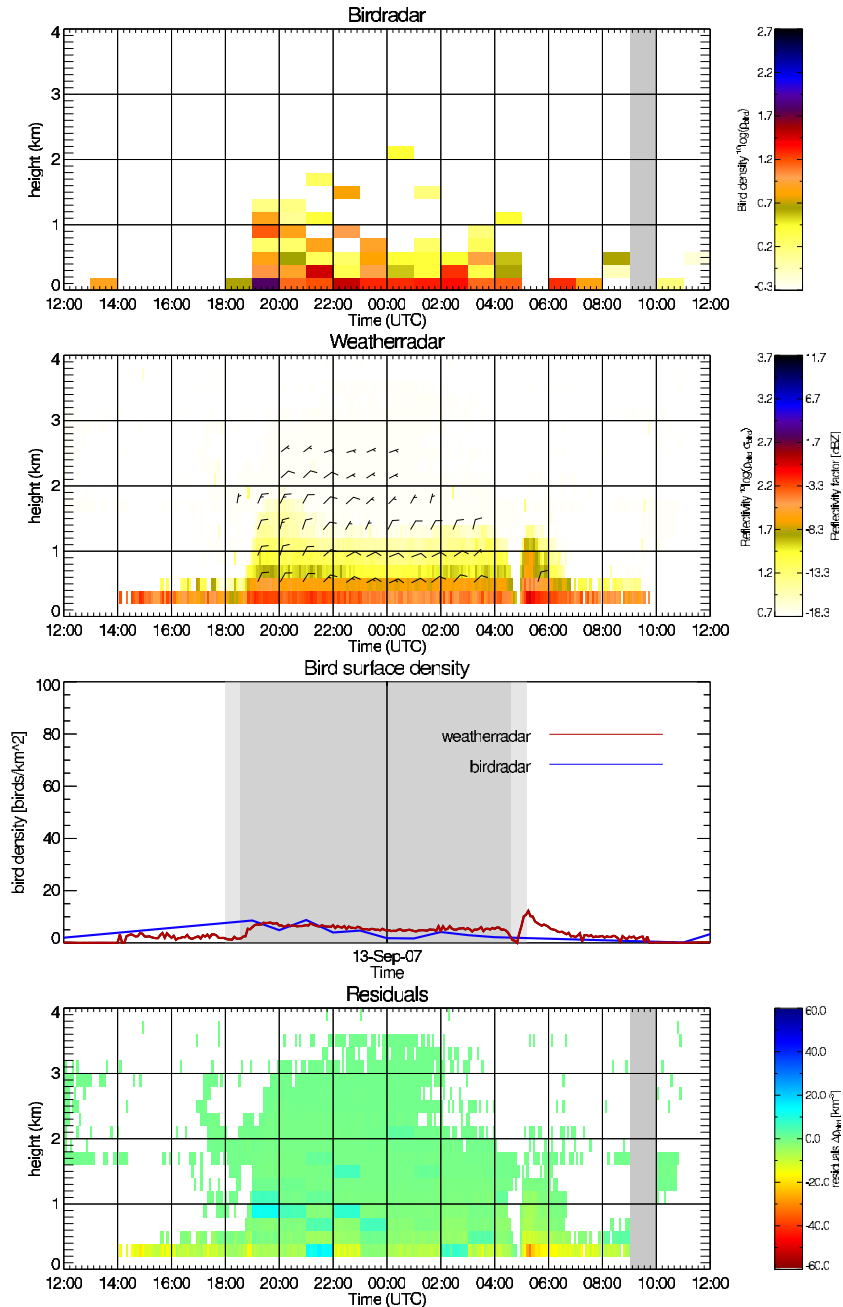 Birdradar
4
3
2
1
0
height (km)
12:00 14:00 16:00 18:00 20:00 22:00 00:00 02:00 04:00 06:00 08:00 10:00 12:00
Time (UTC)
2.7
2.2
1.7
1.2
0.7
0.2
-0.3
Weatherradar
4
3
2
1
0
height (km)
12:00 14:00 16:00 18:00 20:00 22:00 00:00 02:00 04:00 06:00 08:00 10:00 12:00
Time (UTC)
3.7 11.7
3.2 6.7
2.7 1.7
2.2 -3.3
1.7 -8.3
1.2 -13.3
0.7 -18.3
Reflectivity factor [dBZ]
Bird surface density
100
80
60
40
20
0
bird density [birds/km^2]
weatherradar
birdradar
13-Sep-07
Time
Residuals
4
3
2
1
0
height (km)
12:00 14:00 16:00 18:00 20:00 22:00 00:00 02:00 04:00 06:00 08:00 10:00 12:00
Time (UTC)
60.0
40.0
20.0
0.0
-20.0
-40.0
-60.0